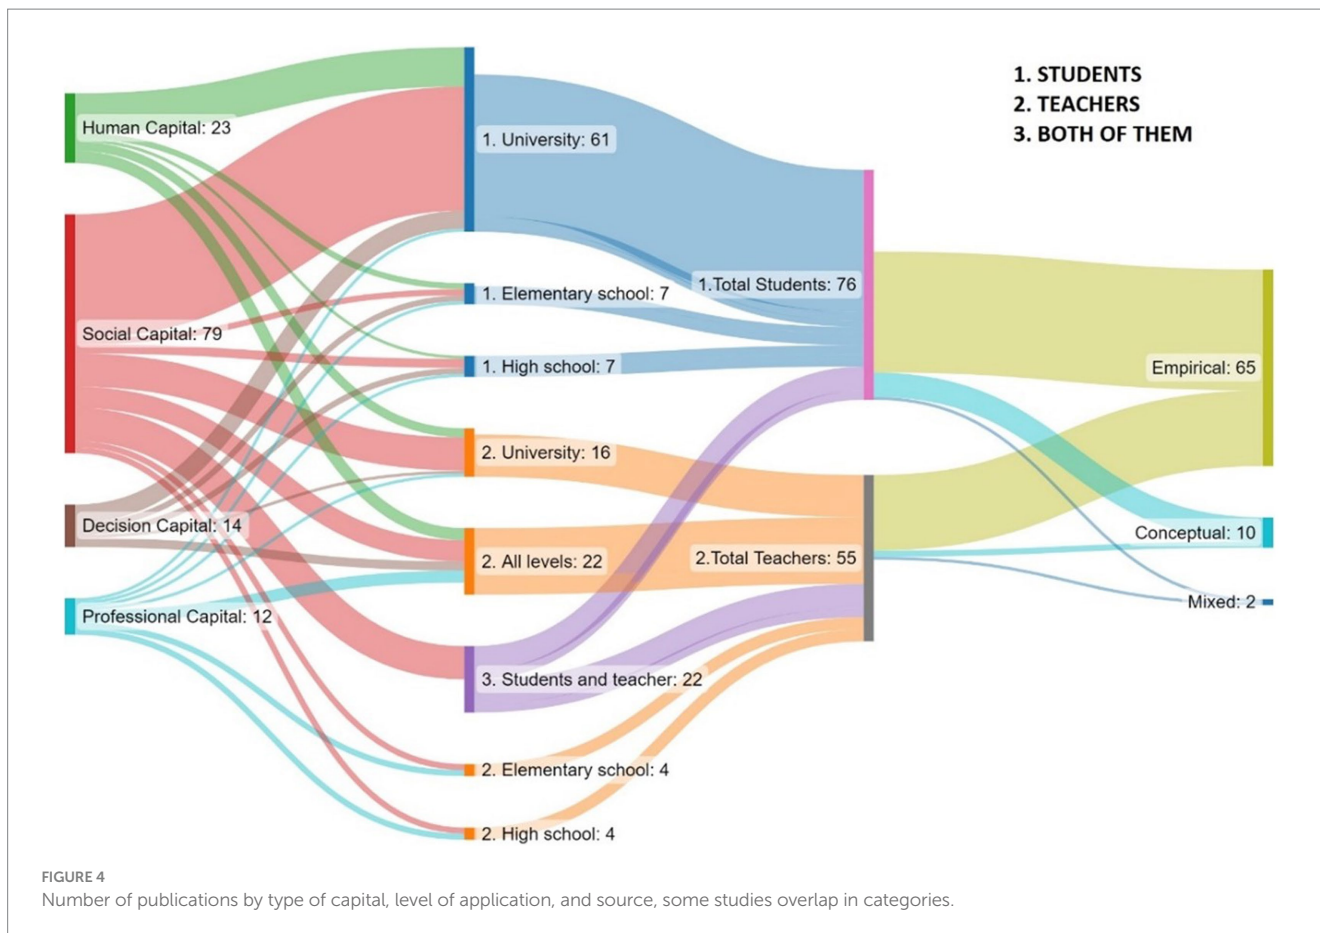 1. STUDENTS
2. TEACHERS
3. BOTH OF THEM
Human Capital: 23
Social Capital: 79
Decision Capital: 14
Professional Capital: 12
1. University: 61
1. Elementary school: 7
1. High school: 7
2. University: 16
2. All levels: 22
3. Students and teacher: 22
2. Elementary school: 4
2. High school: 4
1.Total Students: 76
2.Total Teachers: 55
Empirical: 65
Conceptual: 10
Mixed: 2
FIGURE 4
Number of publications by type of capital, level of application, and source, some studies overlap in categories.